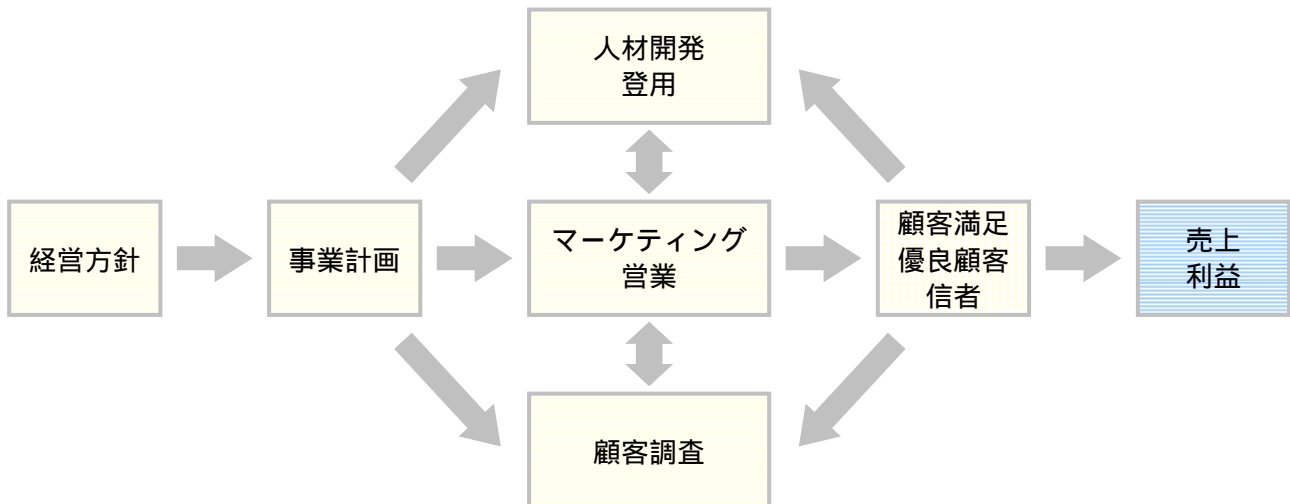 人材開発
登用
経営方針
事業計画
マーケティング
営業
顧客満足
優良顧客
信者
売上
利益
顧客調査